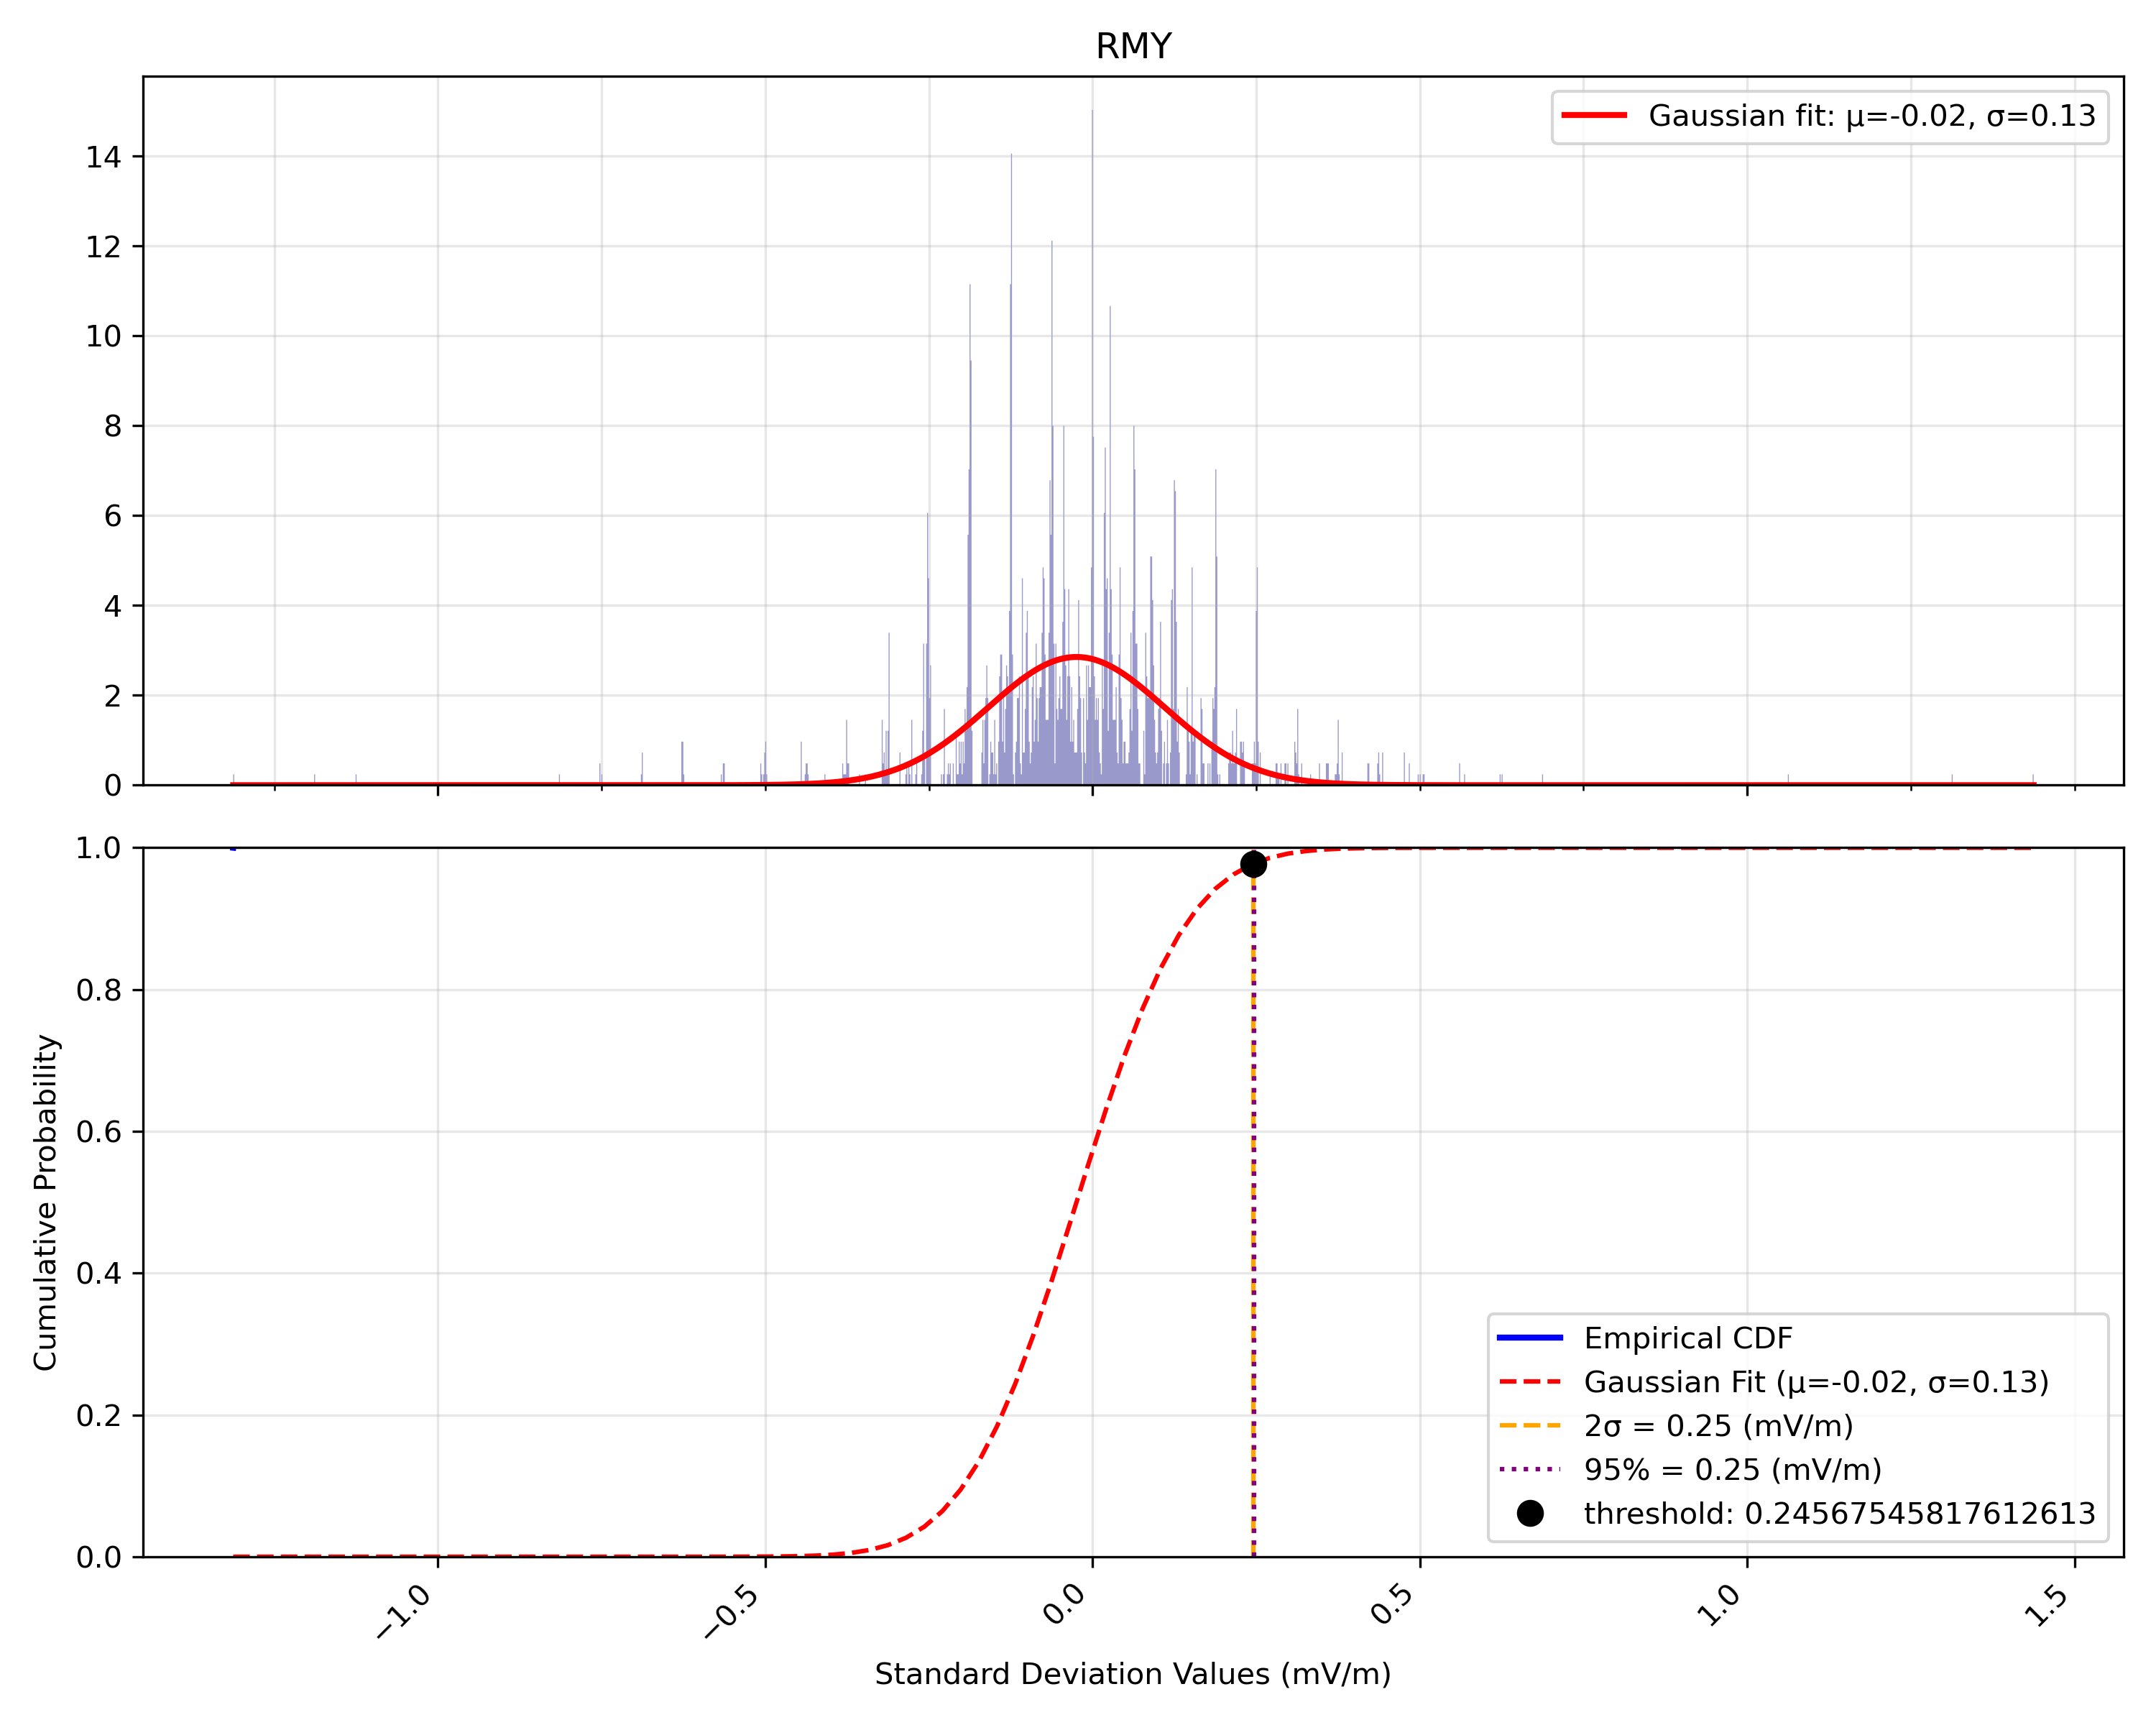 RMY
Gaussian fit: μ=-0.02, σ=0.13
14
12
10
8
6
4
2
0
1.0
0.8
0.6
0.4
0.2
0.0
Cumulative Probability
Empirical CDF
Gaussian Fit (μ=-0.02, σ=0.13)
2σ = 0.25 (mV/m)
95% = 0.25 (mV/m)
threshold: 0.24567545817612613
−1.0
−0.5
0.0
0.5
1.0
1.5
Standard Deviation Values (mV/m)